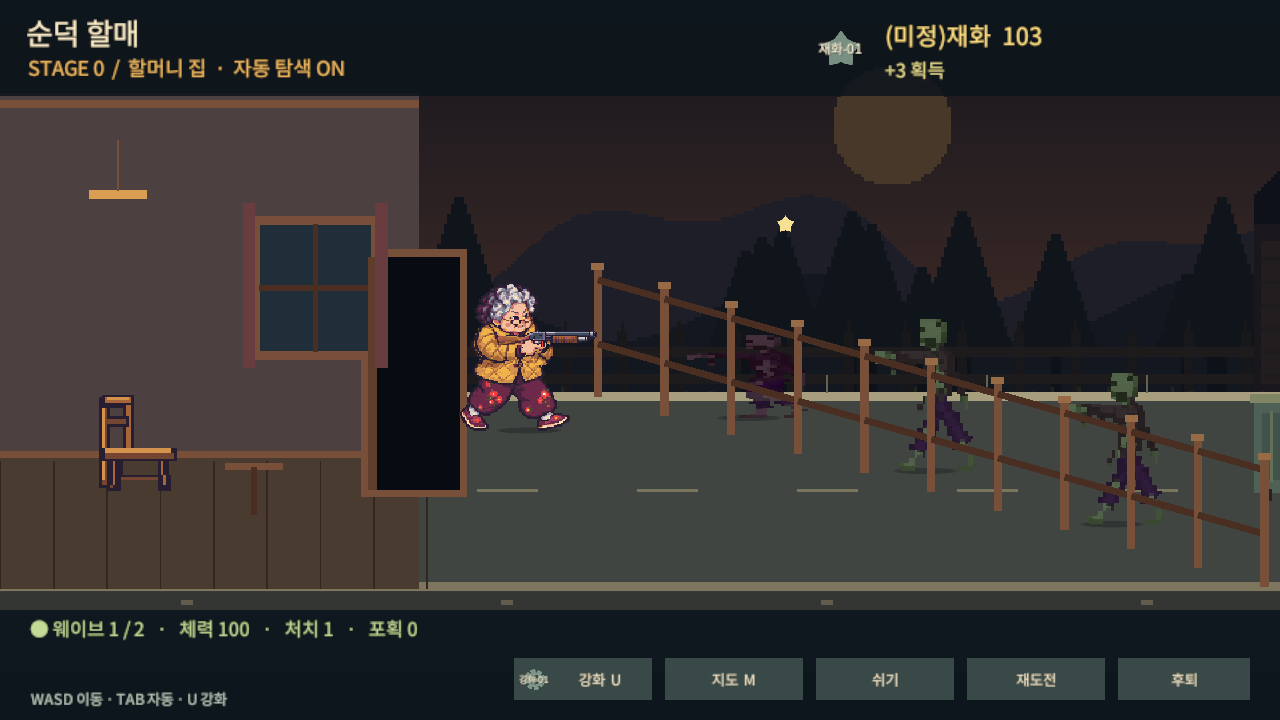 순덕 할매
STAGE 0 / 할머니 집 · 자동 탐색 ON
재화-01
(미정)재화 103
+3 획득
웨이브 1 / 2 · 체력 100 · 처치 1 · 포획 0
WASD 이동 · TAB 자동 · U 강화
강화-01
강화 U
지도 M
쉬기
재도전
후퇴